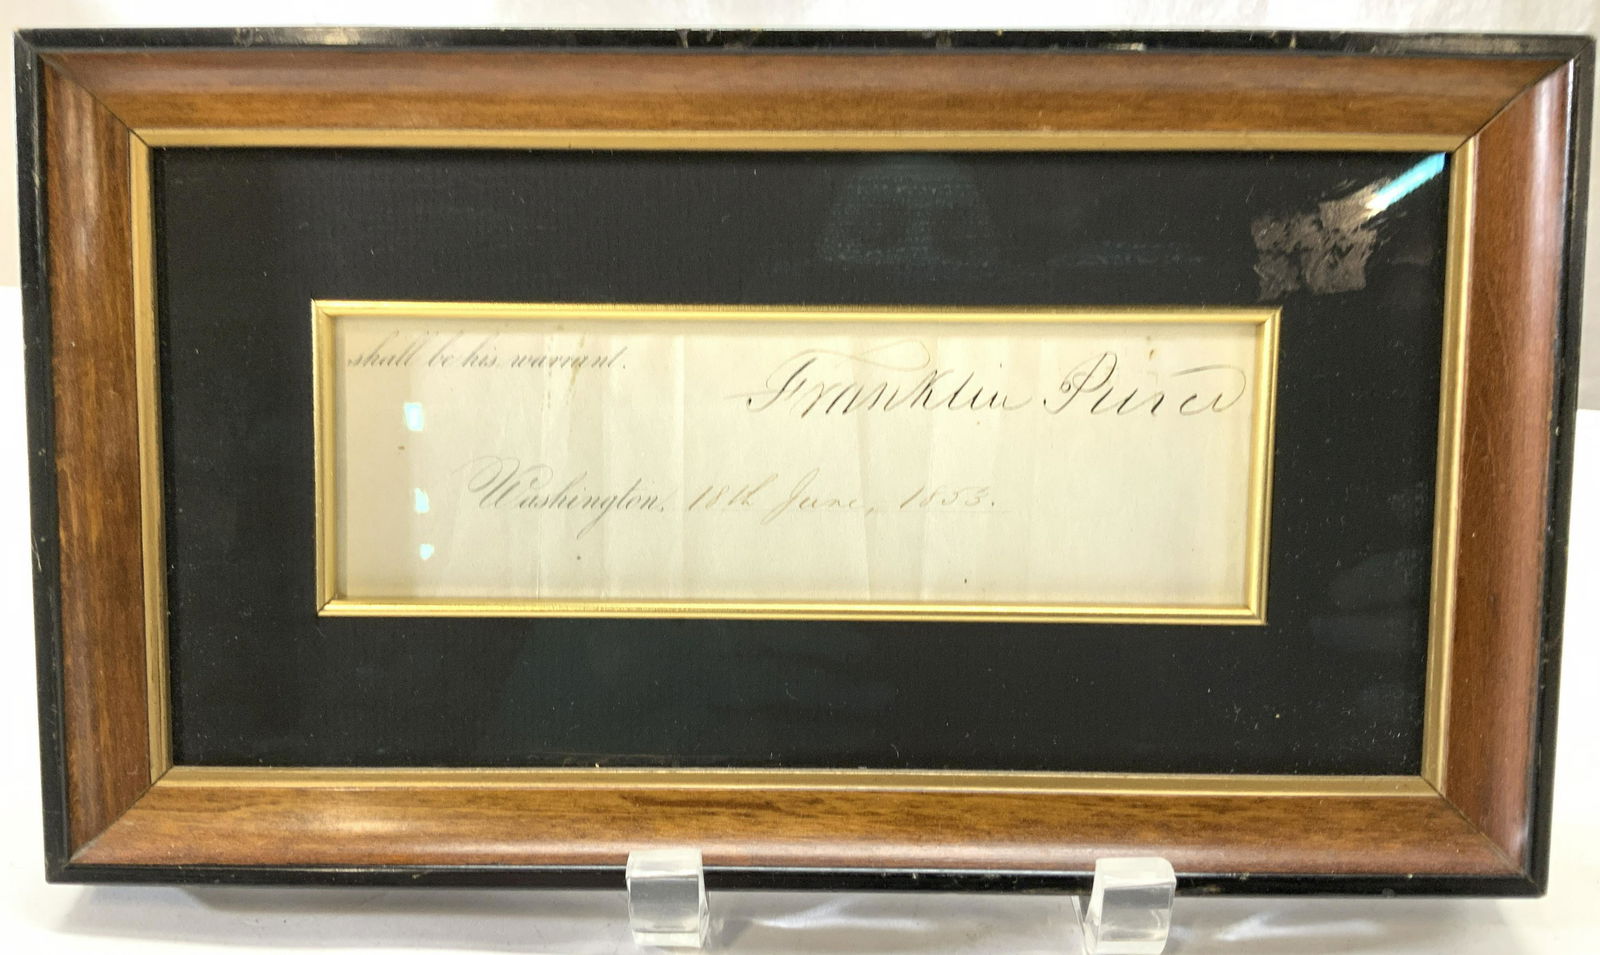 shall be his warrant.
Franklin Pierce
Washington, 18th June, 1853.